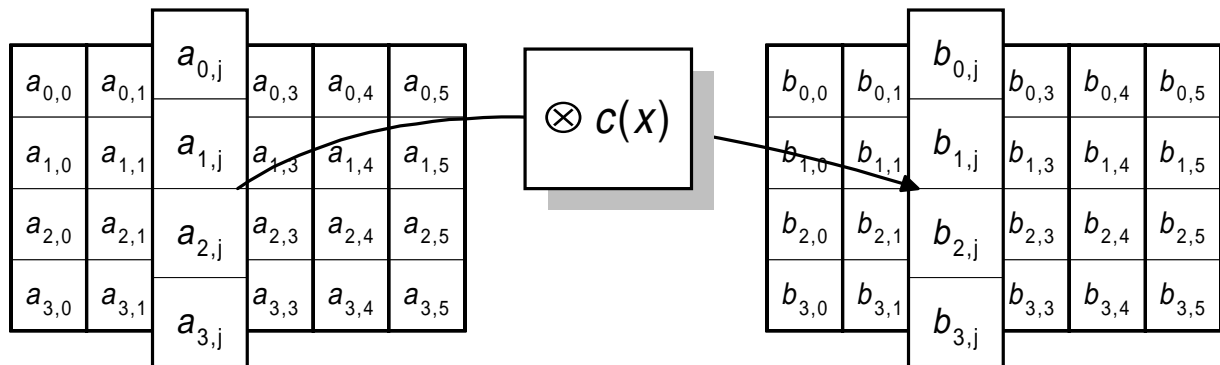 a0,0 a0,1 a0,j a0,3 a0,4 a0,5
a1,0 a1,1 a1,j a1,3 a1,4 a1,5
a2,0 a2,1 a2,j a2,3 a2,4 a2,5
a3,0 a3,1 a3,j a3,3 a3,4 a3,5
⊗ c(x)
b0,0 b0,1 b0,j b0,3 b0,4 b0,5
b1,0 b1,1 b1,j b1,3 b1,4 b1,5
b2,0 b2,1 b2,j b2,3 b2,4 b2,5
b3,0 b3,1 b3,j b3,3 b3,4 b3,5